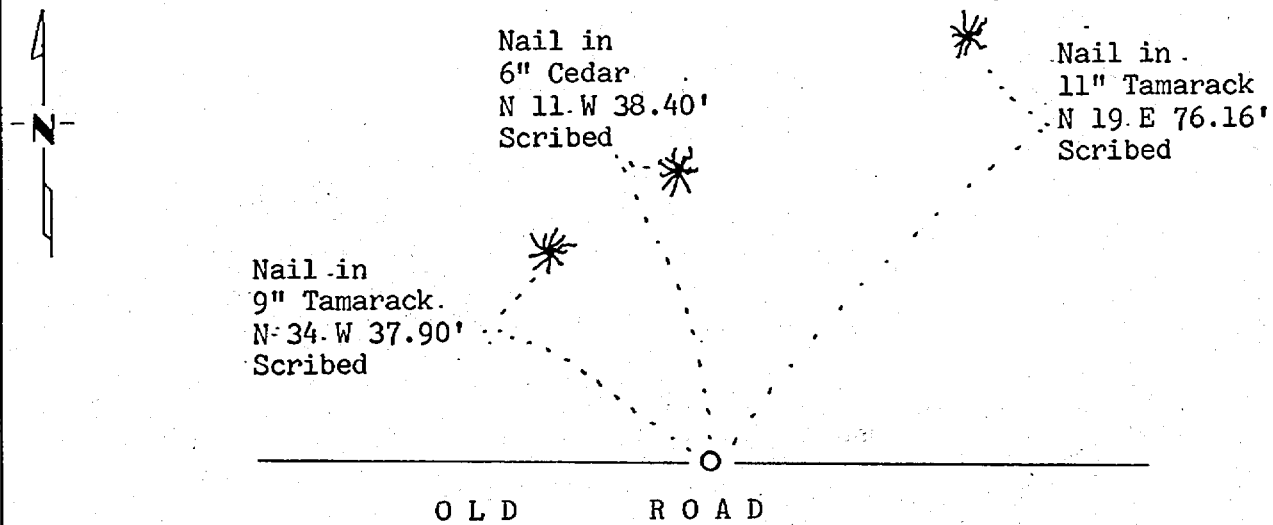 N
Nail in
6" Cedar
N 11 W 38.40'
Scribed
Nail in
11" Tamarack
N 19 E 76.16'
Scribed
Nail in
9" Tamarack
N 34 W 37.90'
Scribed
OLD ROAD